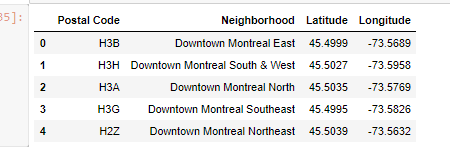 35]:
Postal Code Neighborhood Latitude Longitude
0 H3B Downtown Montreal East 45.4999 -73.5689
1 H3H Downtown Montreal South & West 45.5027 -73.5958
2 H3A Downtown Montreal North 45.5035 -73.5769
3 H3G Downtown Montreal Southeast 45.4995 -73.5826
4 H2Z Downtown Montreal Northeast 45.5039 -73.5632